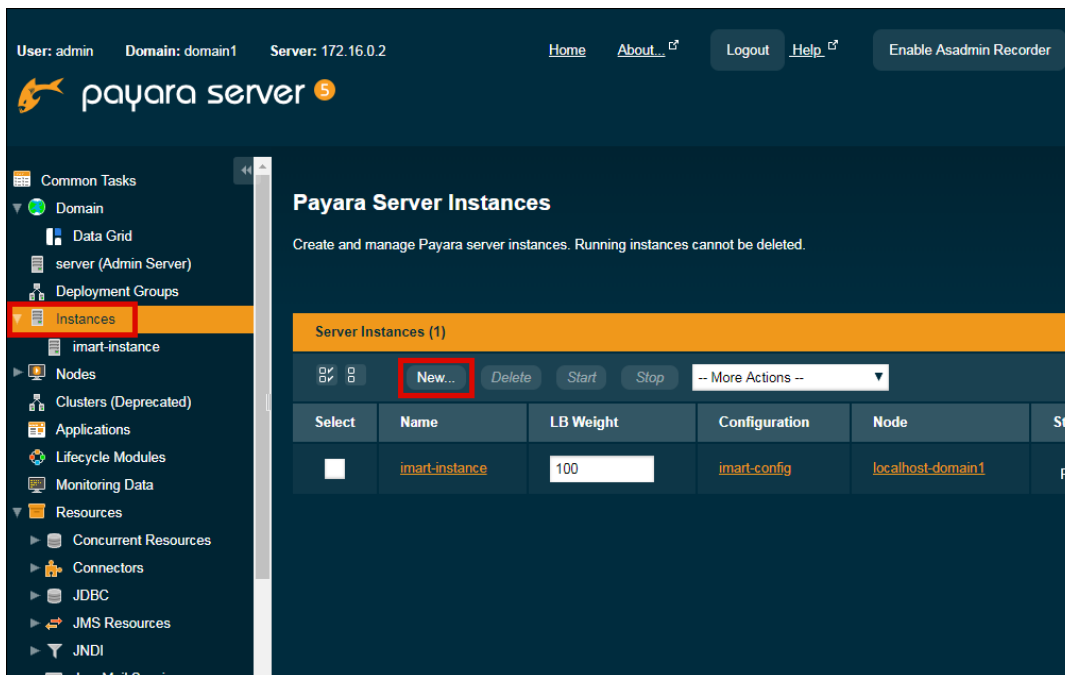 User: admin Domain: domain1 Server: 172.16.0.2 Home About... Logout Help Enable Asadmin Recorder
payara server 5
Common Tasks
Domain
Data Grid
server (Admin Server)
Deployment Groups
Instances
imart-instance
Nodes
Clusters (Deprecated)
Applications
Lifecycle Modules
Monitoring Data
Resources
Concurrent Resources
Connectors
JDBC
JMS Resources
JNDI
Payara Server Instances
Create and manage Payara server instances. Running instances cannot be deleted.
Server Instances (1)
New... Delete Start Stop -- More Actions --
Select Name LB Weight Configuration Node
imart-instance 100 imart-config localhost-domain1